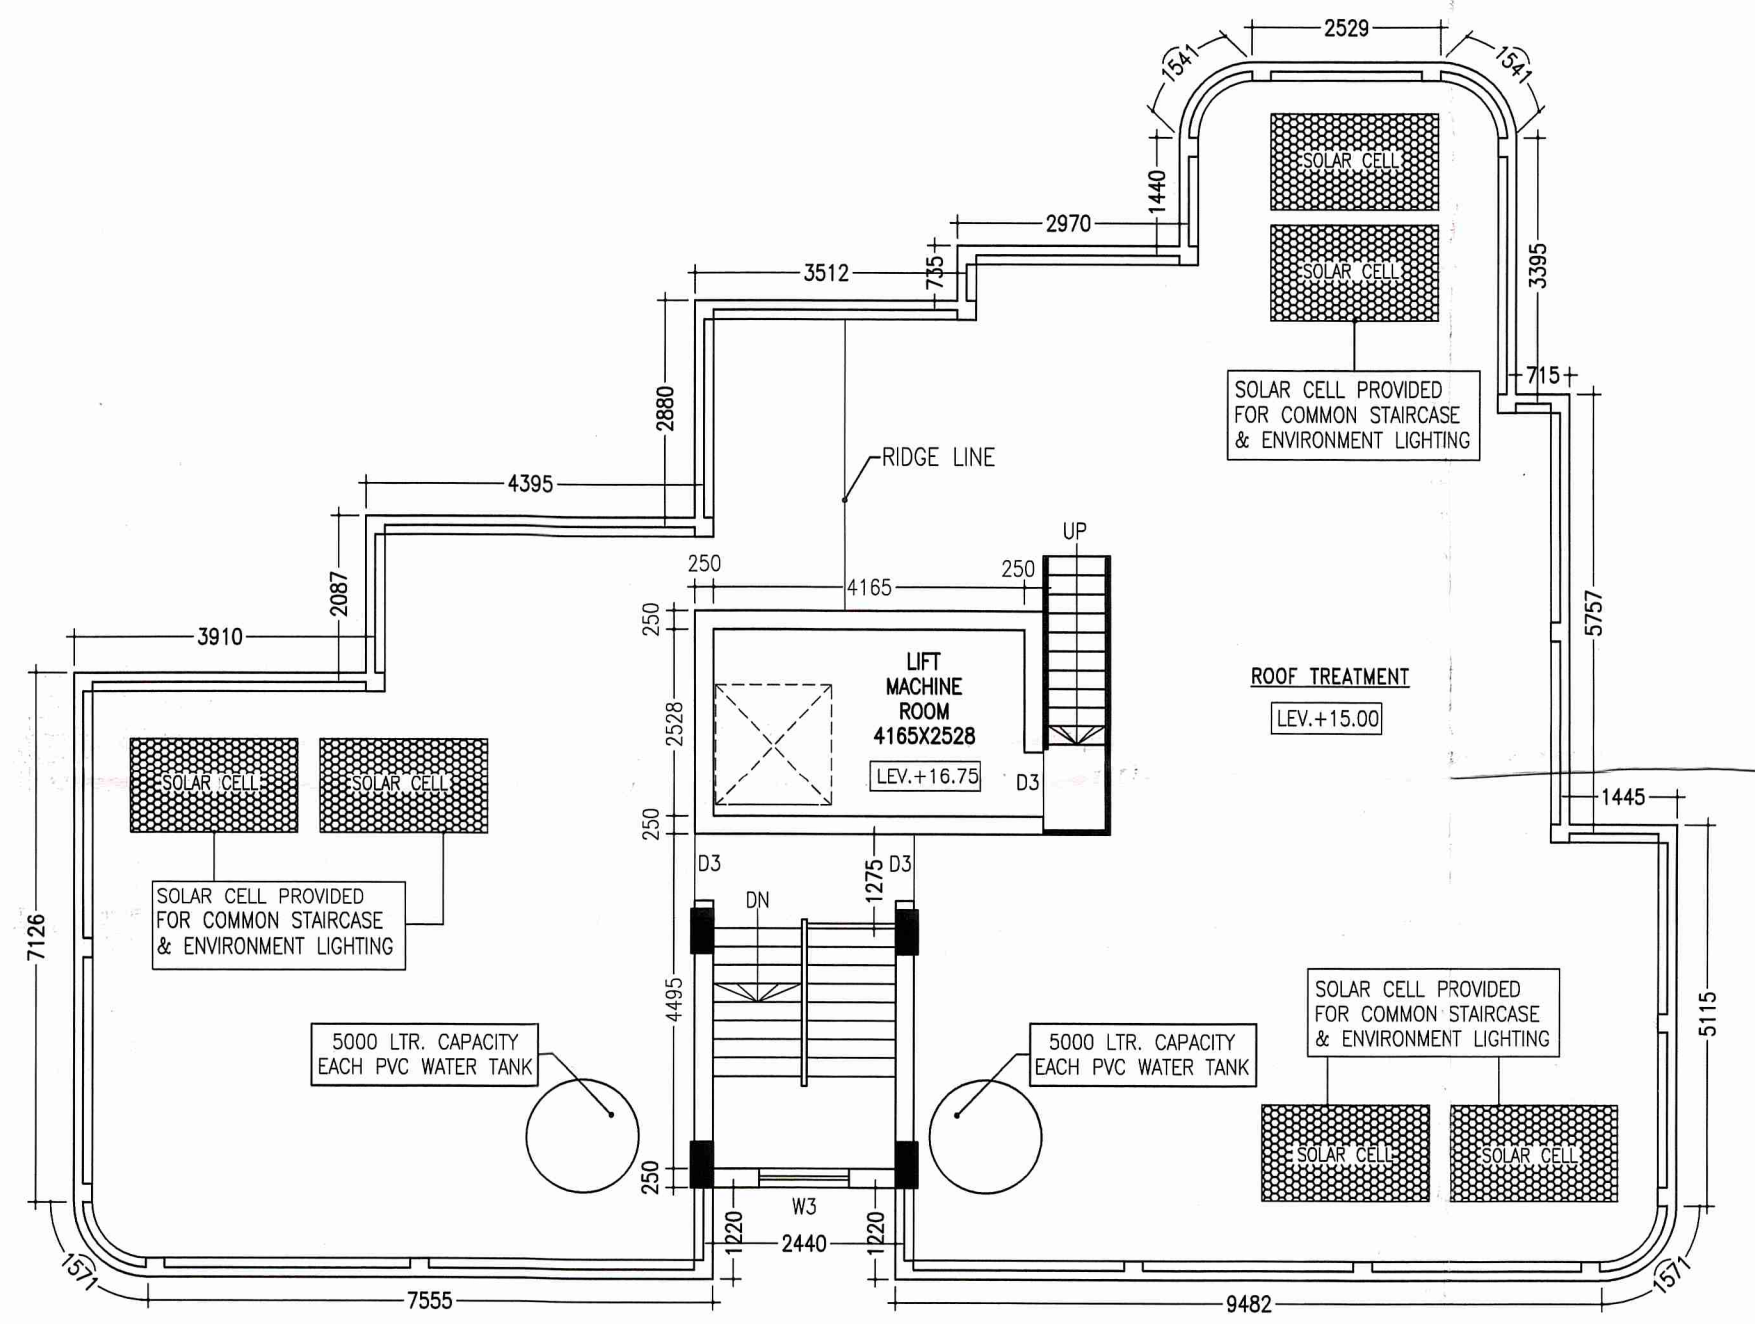 2529
1541
1541
SOLAR CELL
1440
2970
SOLAR CELL
3395
735
3512
715
SOLAR CELL PROVIDED
FOR COMMON STAIRCASE
& ENVIRONMENT LIGHTING
2880
RIDGE LINE
4395
UP
250
4165
250
2087
5757
3910
250
LIFT
MACHINE
ROOM
4165X2528
LEV.+16.75
D3
2528
250
ROOF TREATMENT
LEV.+15.00
SOLAR CELL
SOLAR CELL
1445
D3
1275
D3
SOLAR CELL PROVIDED
FOR COMMON STAIRCASE
& ENVIRONMENT LIGHTING
DN
7126
4495
SOLAR CELL PROVIDED
FOR COMMON STAIRCASE
& ENVIRONMENT LIGHTING
5115
5000 LTR. CAPACITY
EACH PVC WATER TANK
5000 LTR. CAPACITY
EACH PVC WATER TANK
SOLAR CELL
SOLAR CELL
250
W3
1220
2440
1220
1571
1571
7555
9482